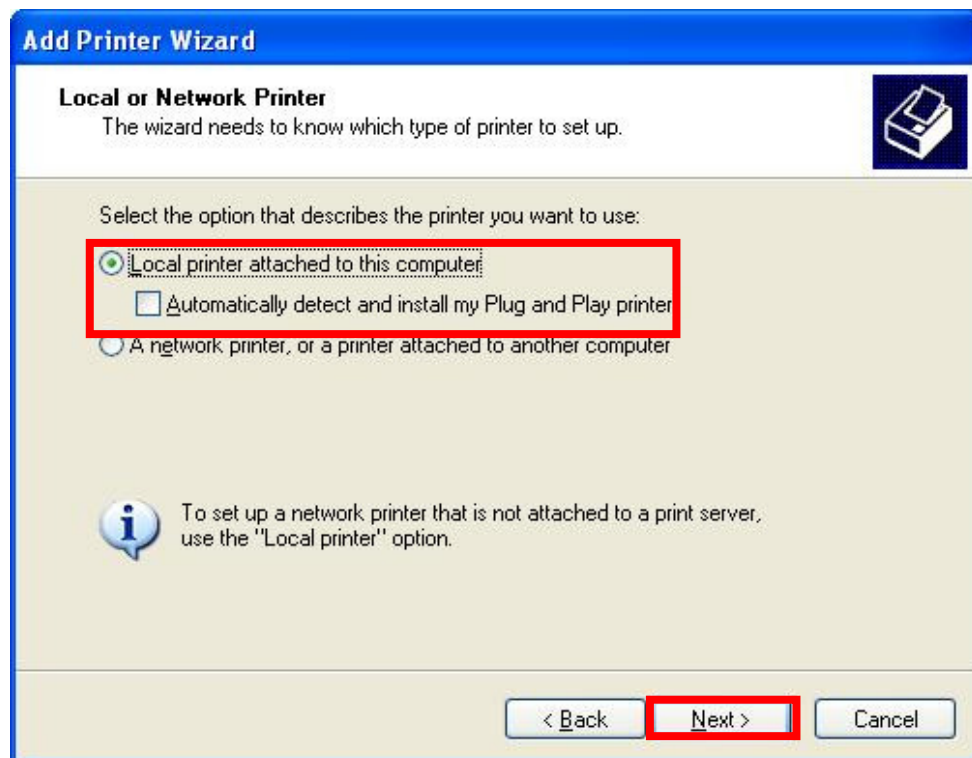 Add Printer Wizard
Local or Network Printer
The wizard needs to know which type of printer to set up.
Select the option that describes the printer you want to use:
Local printer attached to this computer
Automatically detect and install my Plug and Play printer
A network printer, or a printer attached to another computer
To set up a network printer that is not attached to a print server,
use the "Local printer" option.
< Back Next > Cancel